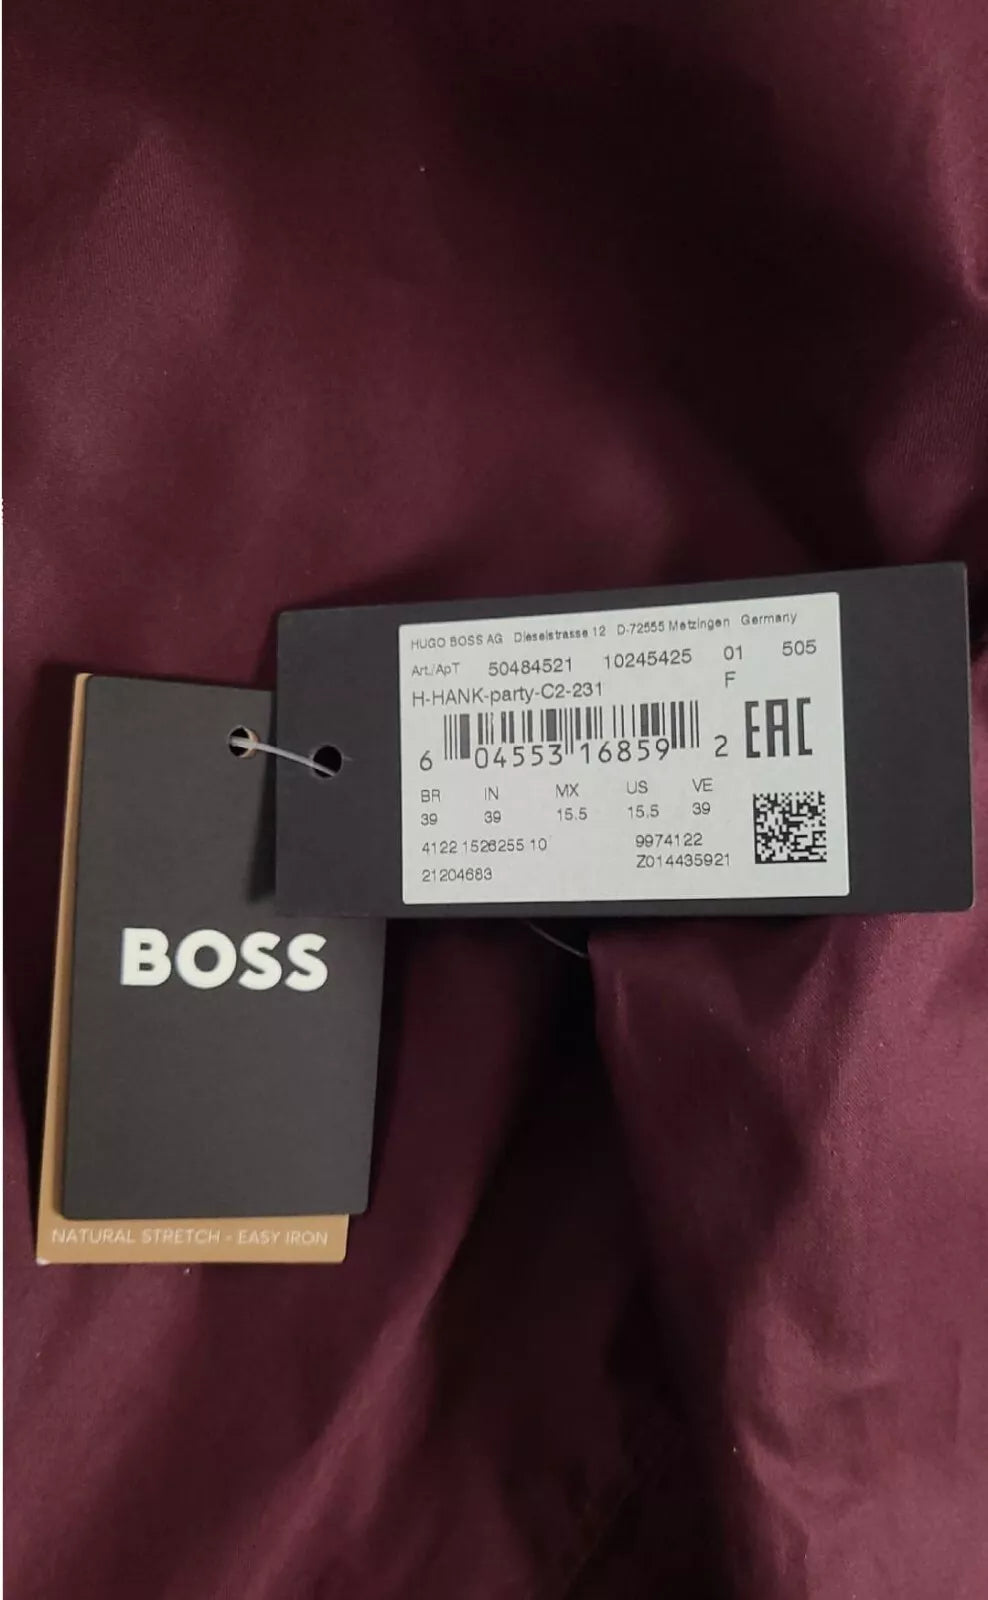 HUGO BOSS AG Dieselstrasse 12 D-72555 Metzingen Germany
Art./ApT 50484521 10245425 01 505
H-HANK-party-C2-231 F
6 04553 16859 2 EAC
BR IN MX US VE
39 39 15.5 15.5 39
4122 1526255 10 9974122
21204683 Z014435921
BOSS
NATURAL STRETCH - EASY IRON